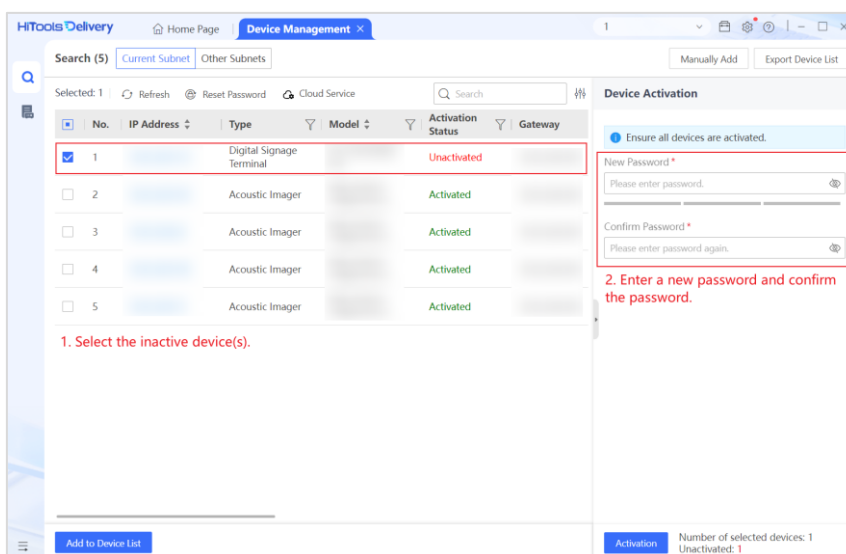 HiTools Delivery
Home Page
Device Management
1
Search (5)
Current Subnet
Other Subnets
Manually Add
Export Device List
Selected: 1
Refresh
Reset Password
Cloud Service
Search
Device Activation
No.
IP Address
Type
Model
Activation Status
Gateway
Ensure all devices are activated.
1
Digital Signage
Terminal
Unactivated
New Password *
Please enter password.
2
Acoustic Imager
Activated
3
Acoustic Imager
Activated
Confirm Password *
Please enter password again.
4
Acoustic Imager
Activated
2. Enter a new password and confirm
the password.
5
Acoustic Imager
Activated
1. Select the inactive device(s).
Add to Device List
Activation
Number of selected devices: 1
Unactivated: 1